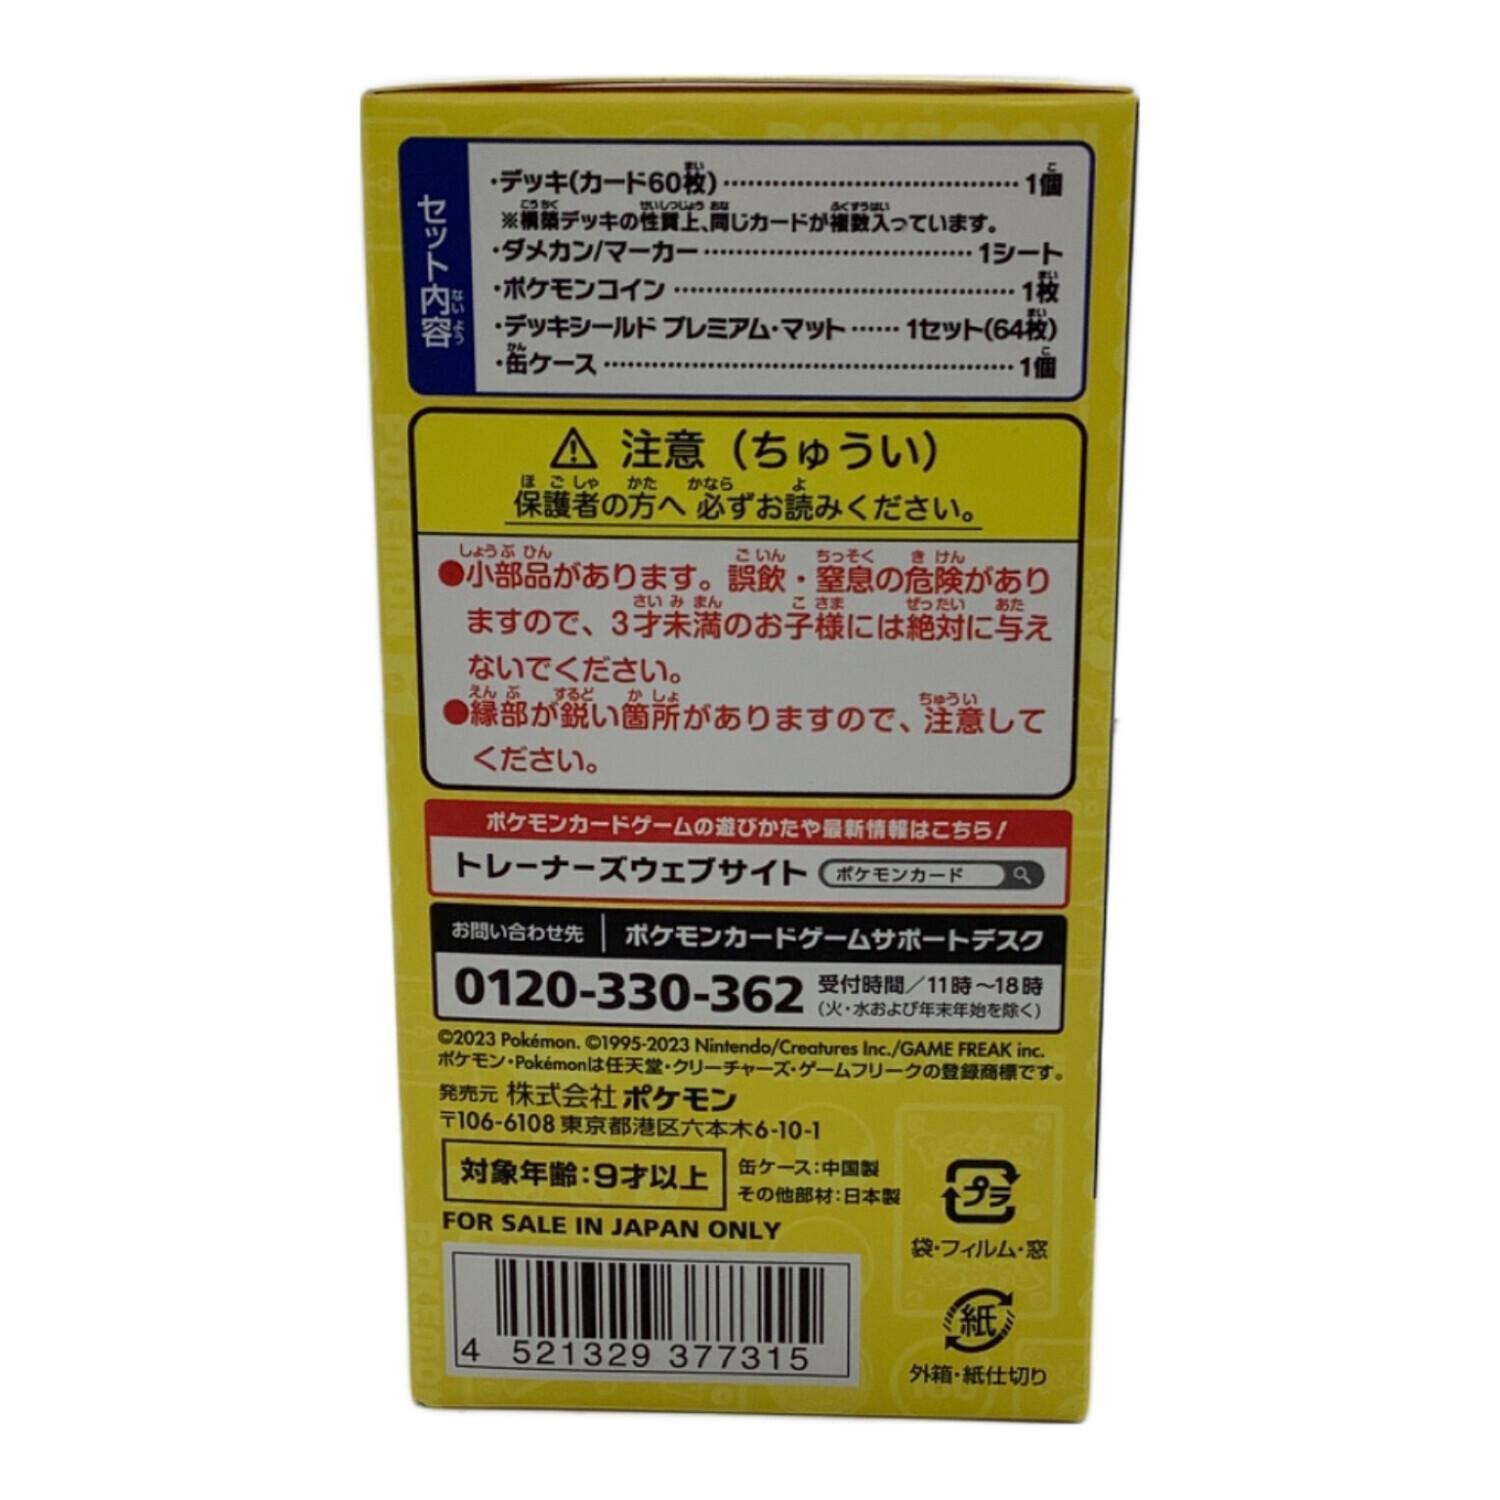 セット内容
・デッキ(カード60枚)……1個
※構築デッキの性質上、同じカードが複数入っています。
・ダメカン/マーカー……1シート
・ポケモンコイン……1枚
・デッキシールド プレミアム・マット……1セット(64枚)
・缶ケース……1個
⚠ 注意（ちゅうい）
保護者の方へ 必ずお読みください。
●小部品があります。誤飲・窒息の危険があり
ますので、3才未満のお子様には絶対に与え
ないでください。
●縁部が鋭い箇所がありますので、注意して
ください。
ポケモンカードゲームの遊びかたや最新情報はこちら!
トレーナーズウェブサイト ポケモンカード
お問い合わせ先 ポケモンカードゲームサポートデスク
0120-330-362 受付時間／11時～18時
(火・水および年末年始を除く)
©2023 Pokémon. ©1995-2023 Nintendo/Creatures Inc./GAME FREAK inc.
ポケモン・Pokémonは任天堂・クリーチャーズ・ゲームフリークの登録商標です。
発売元 株式会社ポケモン
〒106-6108 東京都港区六本木6-10-1
対象年齢:9才以上
缶ケース:中国製
その他部材:日本製
FOR SALE IN JAPAN ONLY
プラ
袋・フィルム・窓
紙
外箱・紙仕切り
4 521329 377315